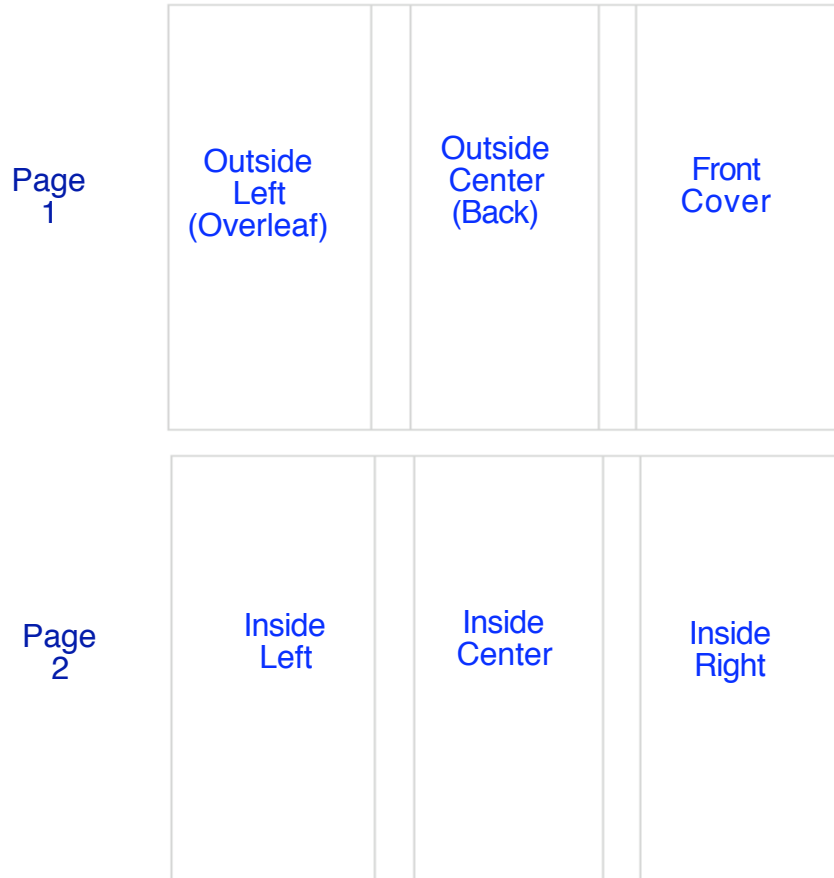 Page
1
Outside
Left
(Overleaf)
Outside
Center
(Back)
Front
Cover
Page
2
Inside
Left
Inside
Center
Inside
Right